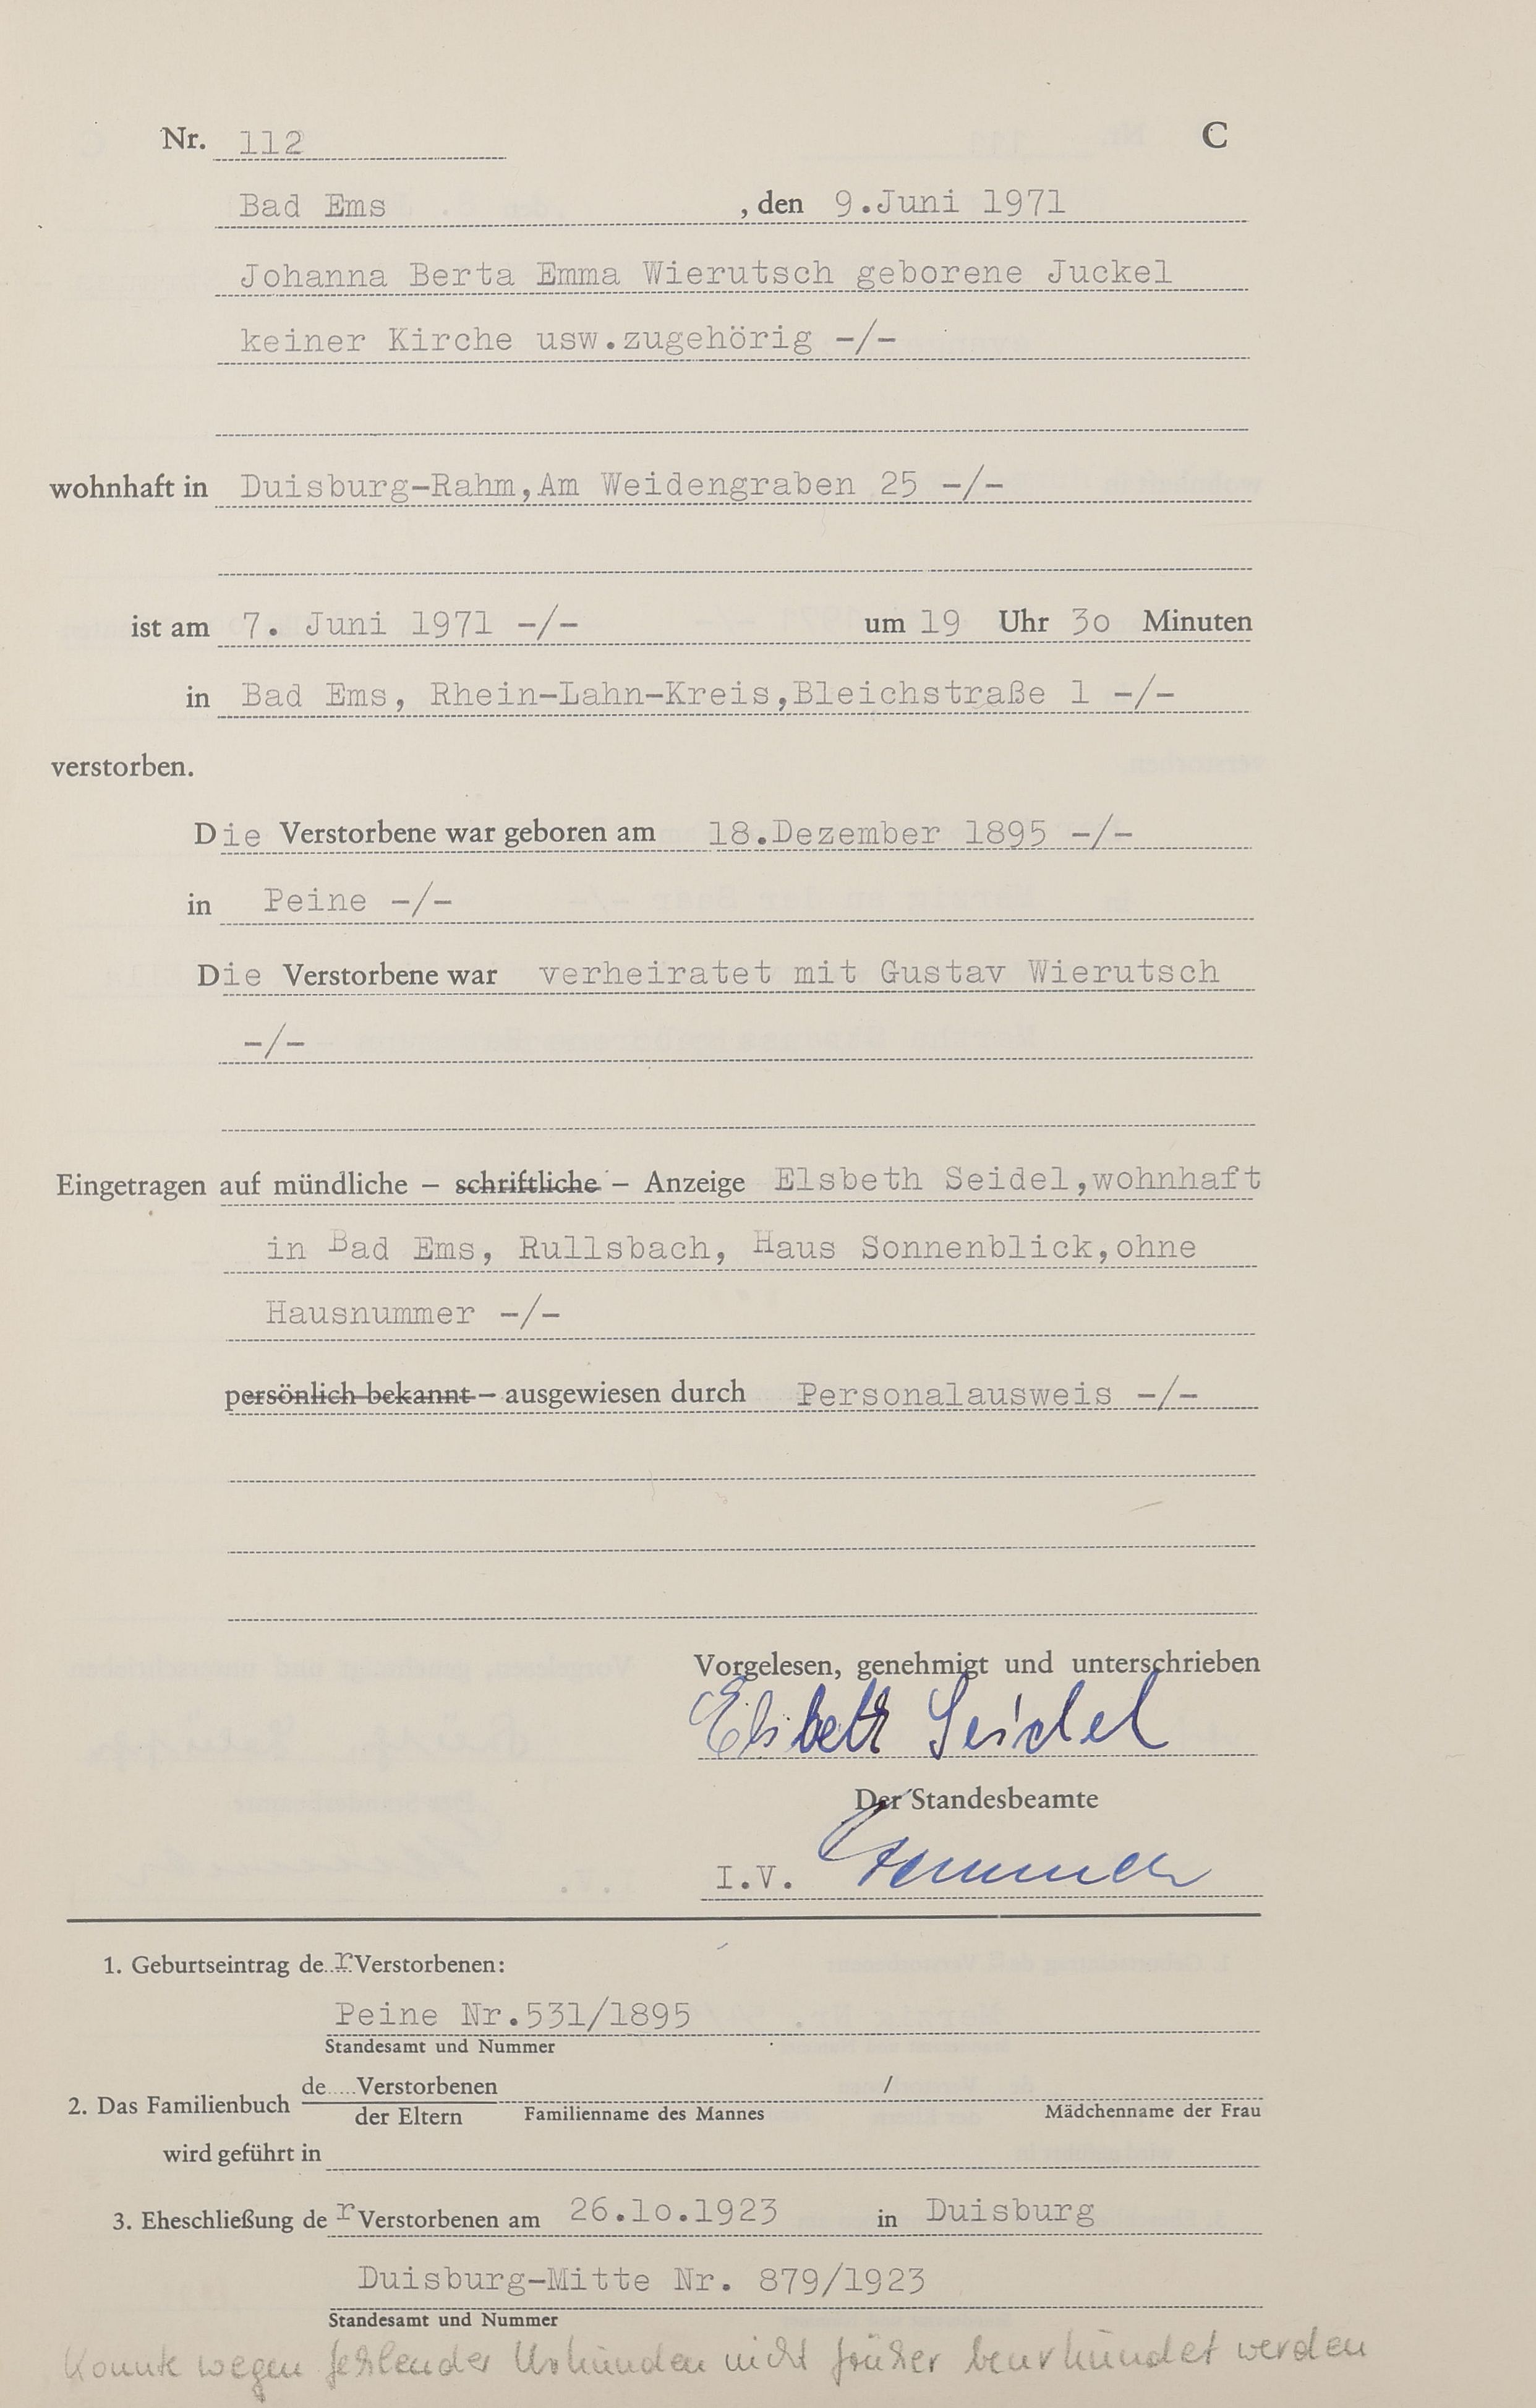 Nr. 112 C
Bad Ems , den 9.Juni 1971
Johanna Berta Emma Wierutsch geborene Juckel
keiner Kirche usw.zugehörig -/-
wohnhaft in Duisburg-Rahm,Am Weidengraben 25 -/-
ist am 7. Juni 1971 -/- um 19 Uhr 3o Minuten
in Bad Ems, Rhein-Lahn-Kreis,Bleichstraße 1 -/-
verstorben.
Die Verstorbene war geboren am 18.Dezember 1895 -/-
in Peine -/-
Die Verstorbene war verheiratet mit Gustav Wierutsch
-/-
Eingetragen auf mündliche – schriftliche – Anzeige Elsbeth Seidel,wohnhaft
in Bad Ems, Rullsbach, Haus Sonnenblick,ohne
Hausnummer -/-
persönlich bekannt – ausgewiesen durch Personalausweis -/-
Vorgelesen, genehmigt und unterschrieben
Elsbeth Seidel
Der Standesbeamte
I.V.
1. Geburtseintrag der Verstorbenen:
Peine Nr.531/1895
Standesamt und Nummer
2. Das Familienbuch de..... Verstorbenen /
der Eltern Familienname des Mannes Mädchenname der Frau
wird geführt in
3. Eheschließung der Verstorbenen am 26.lo.1923 in Duisburg
Duisburg-Mitte Nr. 879/1923
Standesamt und Nummer
Konnte wegen fehlender Urkunden nicht früher beurkundet werden